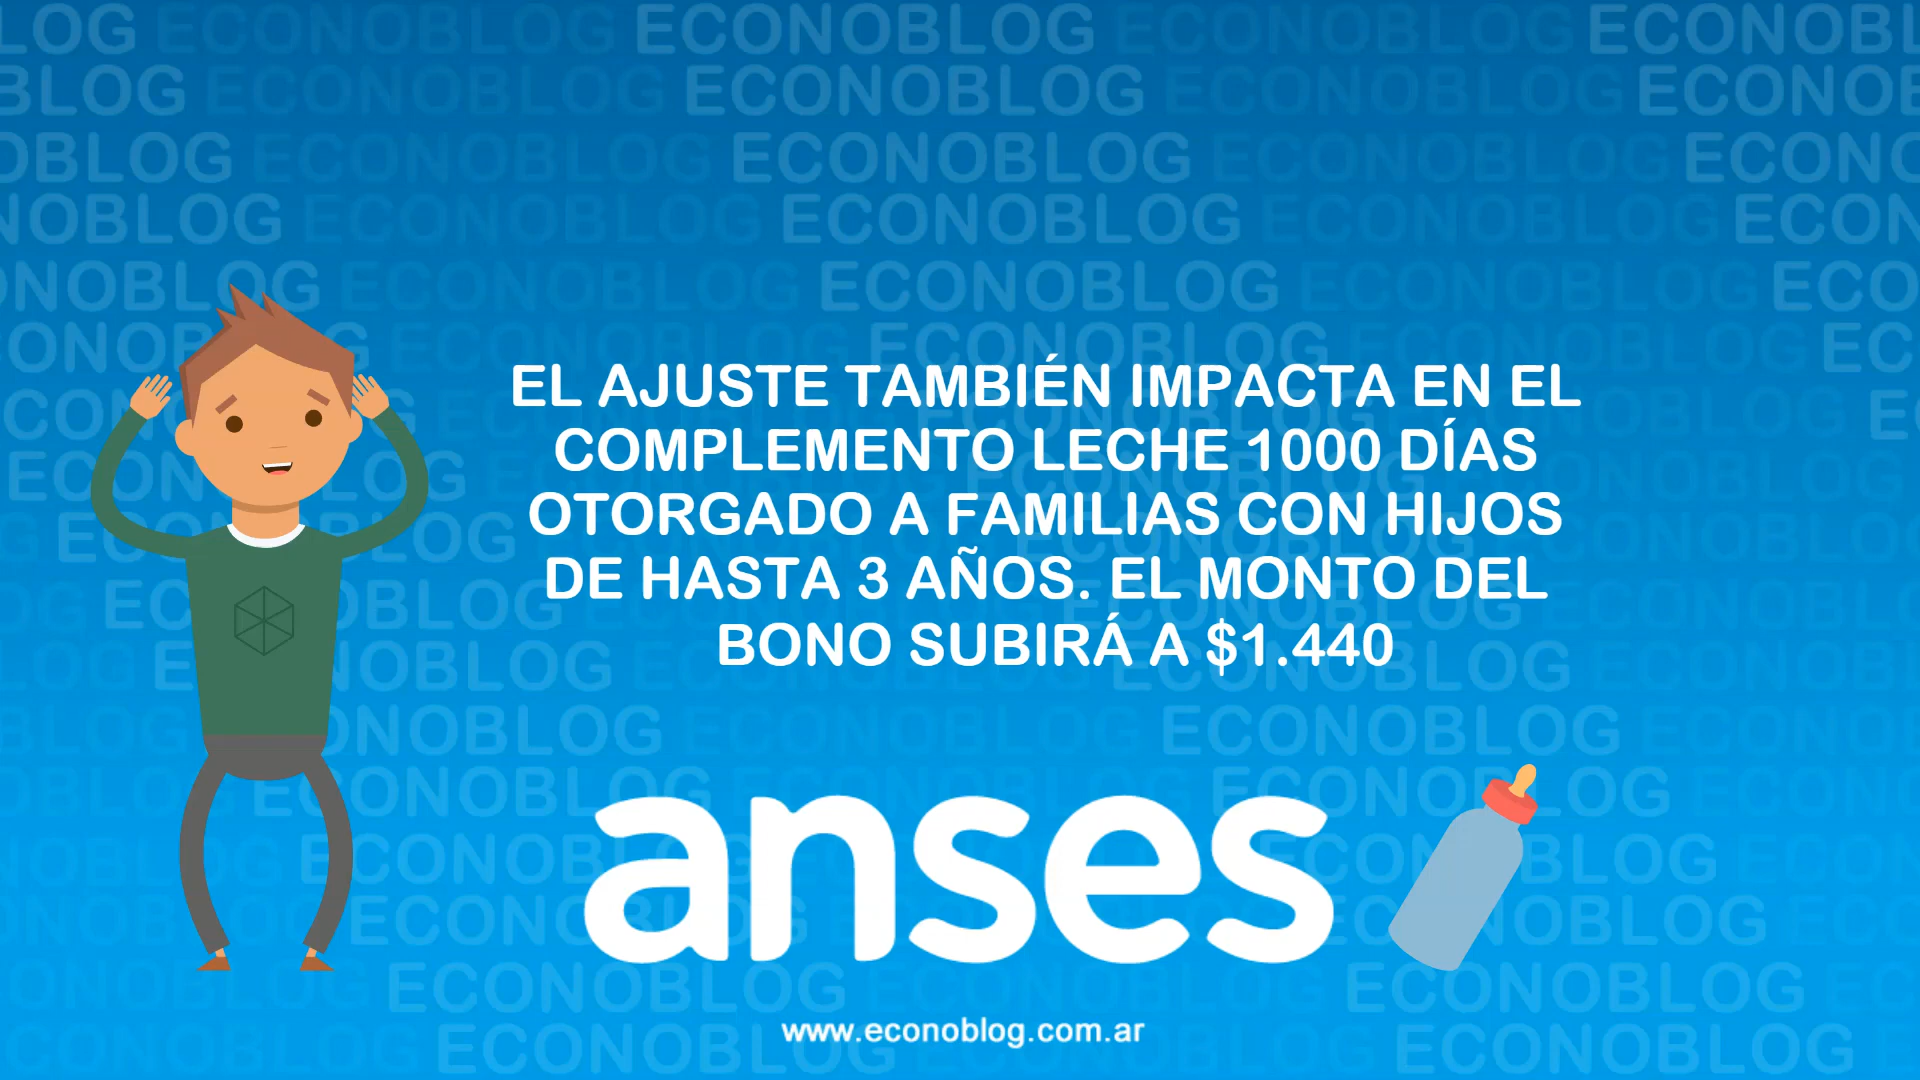 EL AJUSTE TAMBIÉN IMPACTA EN EL
COMPLEMENTO LECHE 1000 DÍAS
OTORGADO A FAMILIAS CON HIJOS
DE HASTA 3 AÑOS. EL MONTO DEL
BONO SUBIRÁ A $1.440
anses
www.econoblog.com.ar